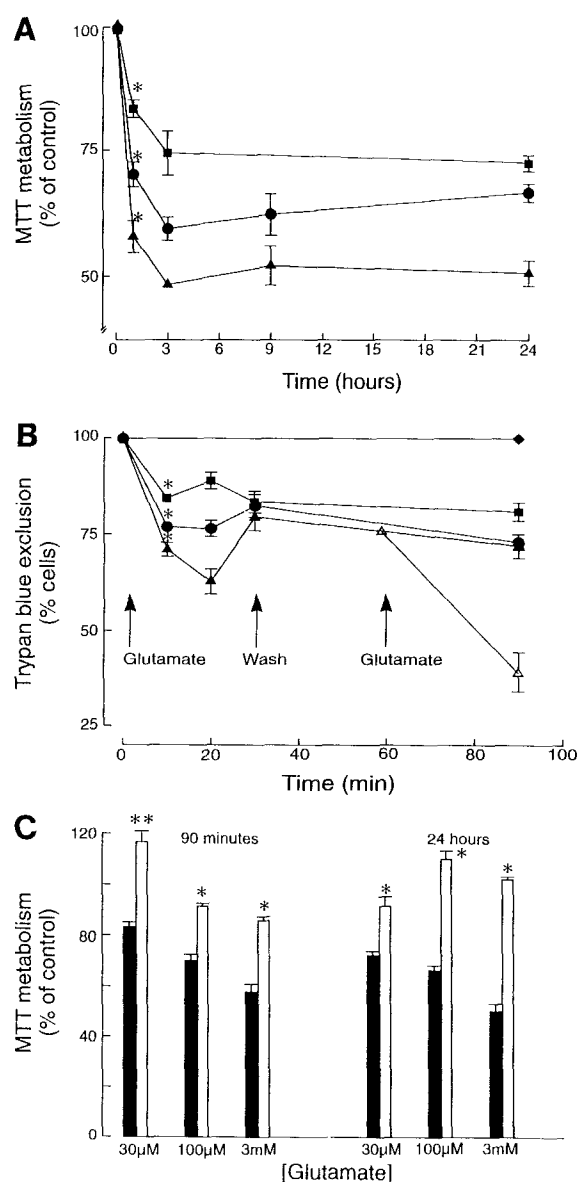 A
MTT metabolism
(% of control)
100
75
50
*
*
*
0 3 6 9 12 15 18 21 24
Time (hours)
B
Trypan blue exclusion
(% cells)
100
75
50
25
*
*
*
Glutamate Wash Glutamate
0 20 40 60 80 100
Time (min)
C
MTT metabolism
(% of control)
120
80
40
0
90 minutes 24 hours
** * * * * *
30µM 100µM 3mM 30µM 100µM 3mM
[Glutamate]